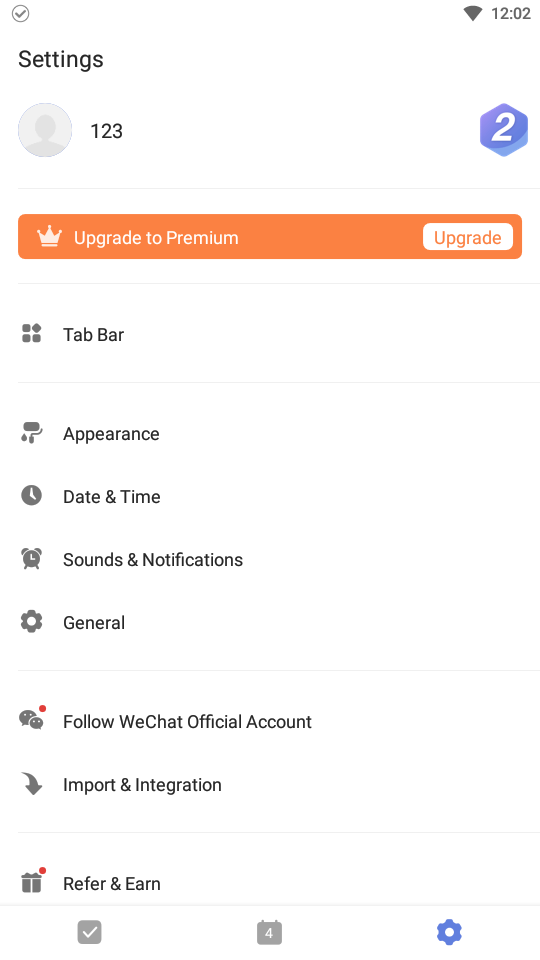 12:02
Settings
123
2
Upgrade to Premium
Upgrade
Tab Bar
Appearance
Date & Time
Sounds & Notifications
General
Follow WeChat Official Account
Import & Integration
Refer & Earn
4